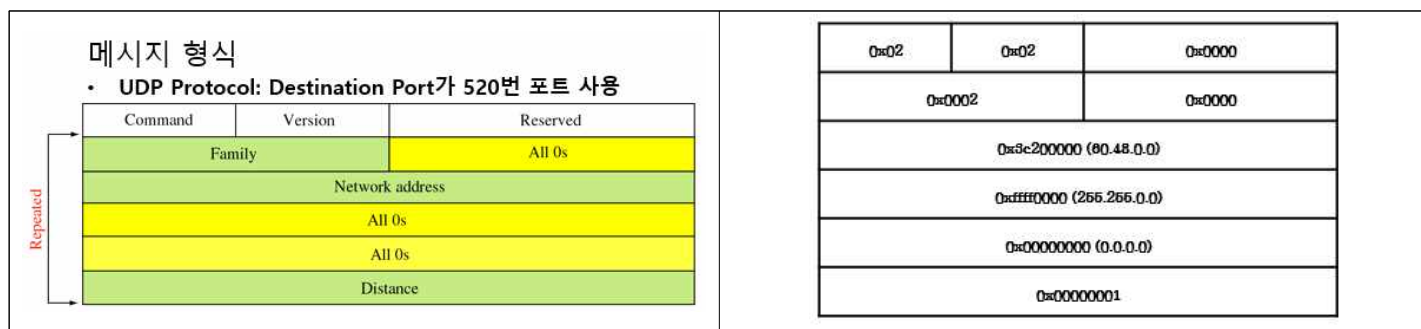 메시지 형식
• UDP Protocol: Destination Port가 520번 포트 사용
Command Version Reserved
Family All 0s
Network address
All 0s
All 0s
Distance
Repeated
0x02 0x02 0x0000
0x0002 0x0000
0x3c200000 (60.48.0.0)
0xffff0000 (255.255.0.0)
0x00000000 (0.0.0.0)
0x00000001